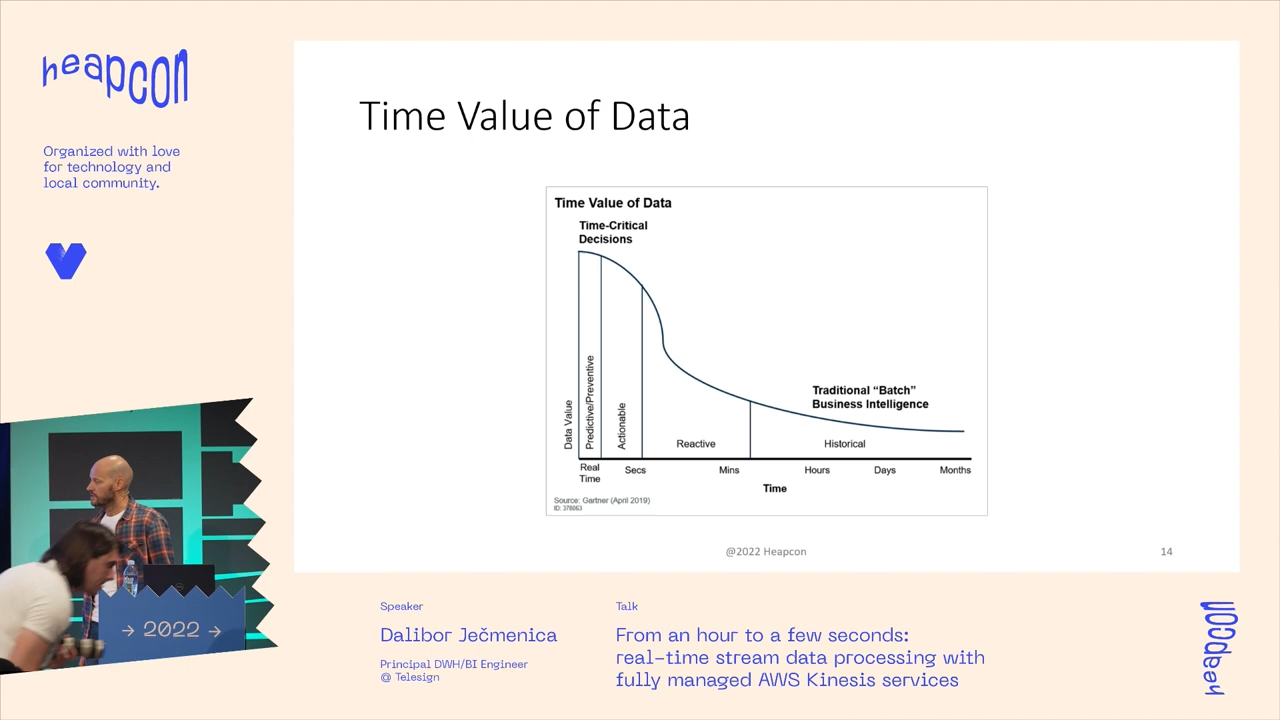 heapcon
Organized with love
for technology and
local community.
Time Value of Data
Time Value of Data
Time-Critical
Decisions
Data Value
Predictive/Preventive
Actionable
Reactive
Historical
Traditional “Batch”
Business Intelligence
Real
Time
Secs
Mins
Hours
Days
Months
Time
Source: Gartner (April 2019)
ID: 378063
@2022 Heapcon
14
→ 2022 →
Speaker
Dalibor Ječmenica
Principal DWH/BI Engineer
@ Telesign
Talk
From an hour to a few seconds:
real-time stream data processing with
fully managed AWS Kinesis services
heapcon